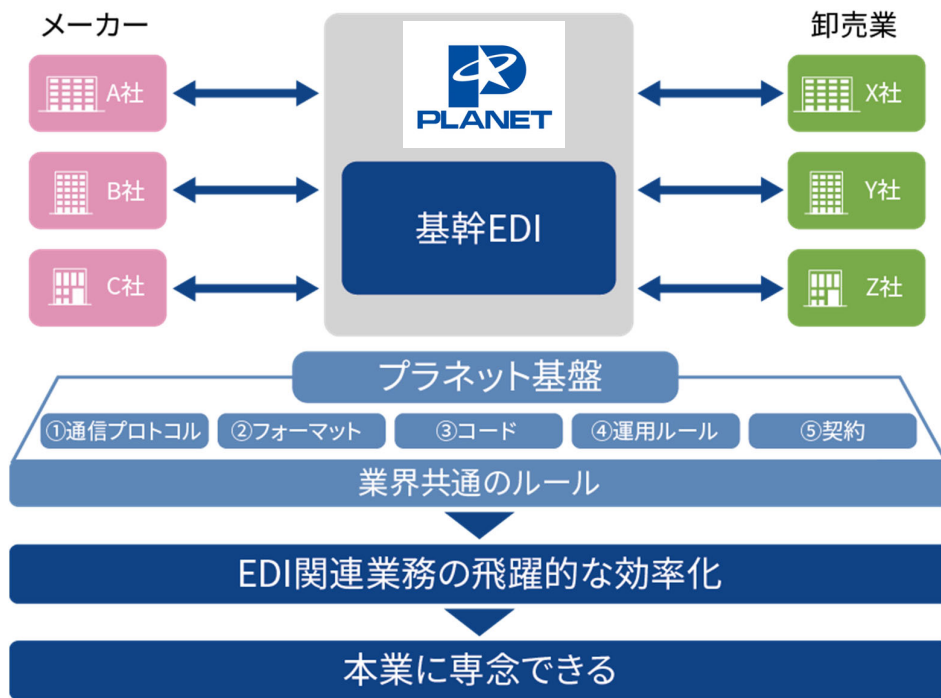 メーカー
卸売業
PLANET
A社
X社
B社
基幹EDI
Y社
C社
Z社
プラネット基盤
①通信プロトコル
②フォーマット
③コード
④運用ルール
⑤契約
業界共通のルール
EDI関連業務の飛躍的な効率化
本業に専念できる